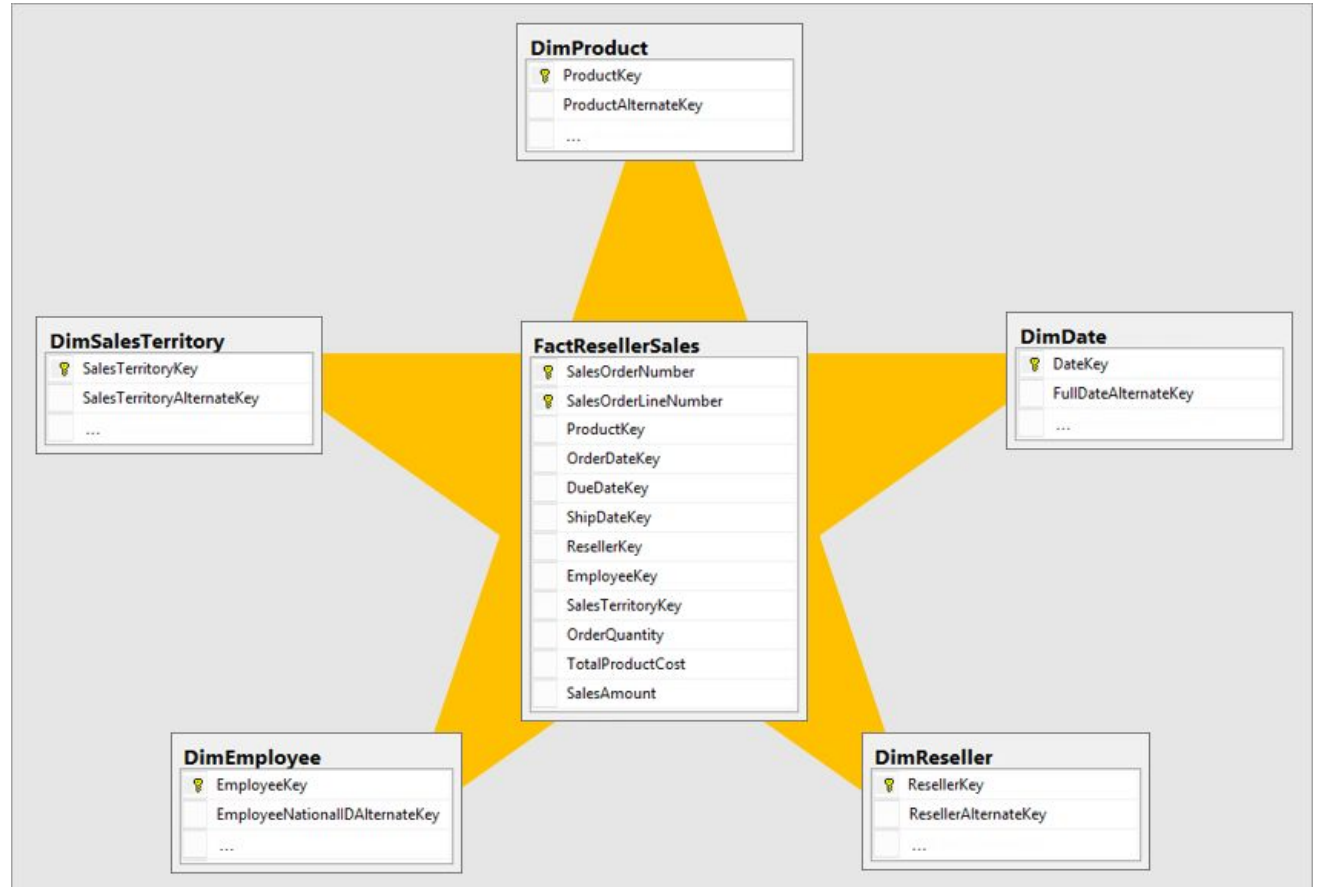 DimProduct
ProductKey
ProductAlternateKey
...
DimSalesTerritory
SalesTerritoryKey
SalesTerritoryAlternateKey
...
FactResellerSales
SalesOrderNumber
SalesOrderLineNumber
ProductKey
OrderDateKey
DueDateKey
ShipDateKey
ResellerKey
EmployeeKey
SalesTerritoryKey
OrderQuantity
TotalProductCost
SalesAmount
DimDate
DateKey
FullDateAlternateKey
...
DimEmployee
EmployeeKey
EmployeeNationalIDAlternateKey
...
DimReseller
ResellerKey
ResellerAlternateKey
...